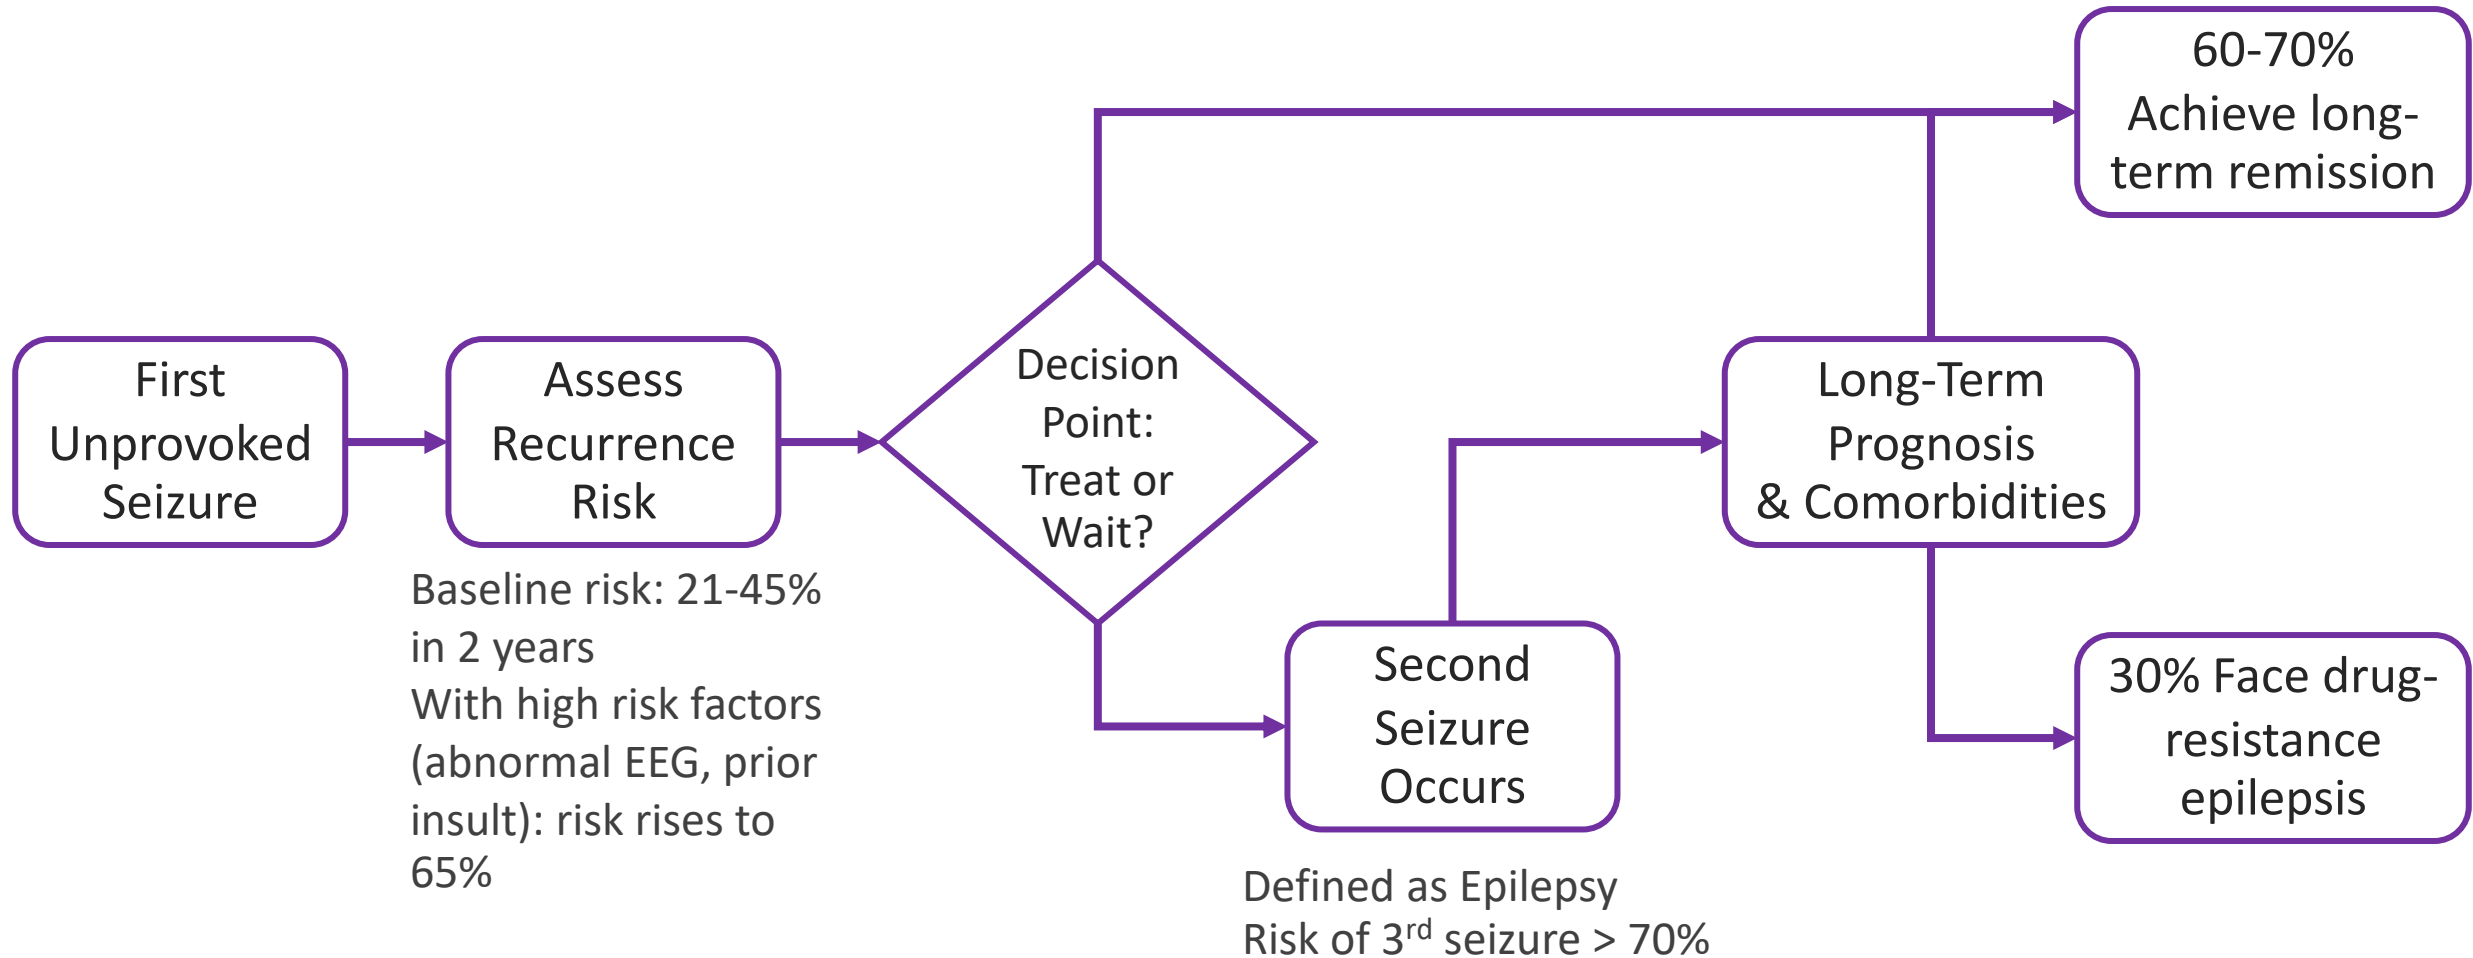 First
Unprovoked
Seizure
Assess
Recurrence
Risk
Baseline risk: 21-45%
in 2 years
With high risk factors
(abnormal EEG, prior
insult): risk rises to
65%
Decision
Point:
Treat or
Wait?
Second
Seizure
Occurs
Defined as Epilepsy
Risk of 3rd seizure > 70%
Long-Term
Prognosis
& Comorbidities
60-70%
Achieve long-
term remission
30% Face drug-
resistance
epilepsis